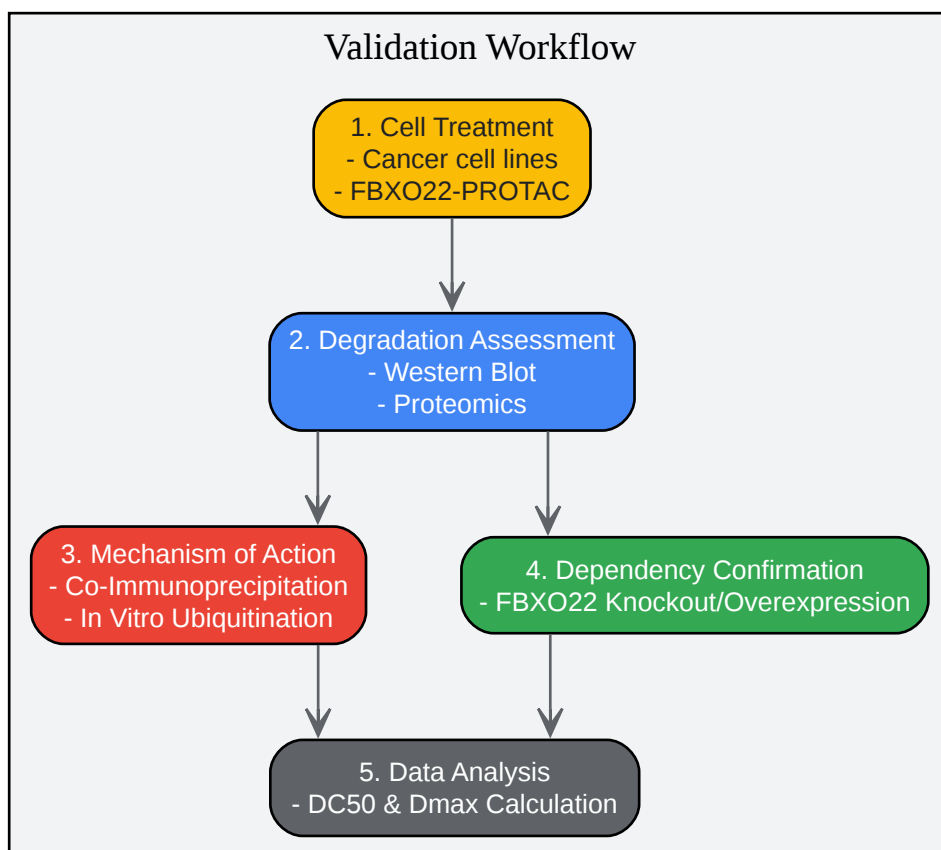 Validation Workflow
1. Cell Treatment
- Cancer cell lines
- FBXO22-PROTAC
2. Degradation Assessment
- Western Blot
- Proteomics
3. Mechanism of Action
- Co-Immunoprecipitation
- In Vitro Ubiquitination
4. Dependency Confirmation
- FBXO22 Knockout/Overexpression
5. Data Analysis
- DC50 & Dmax Calculation